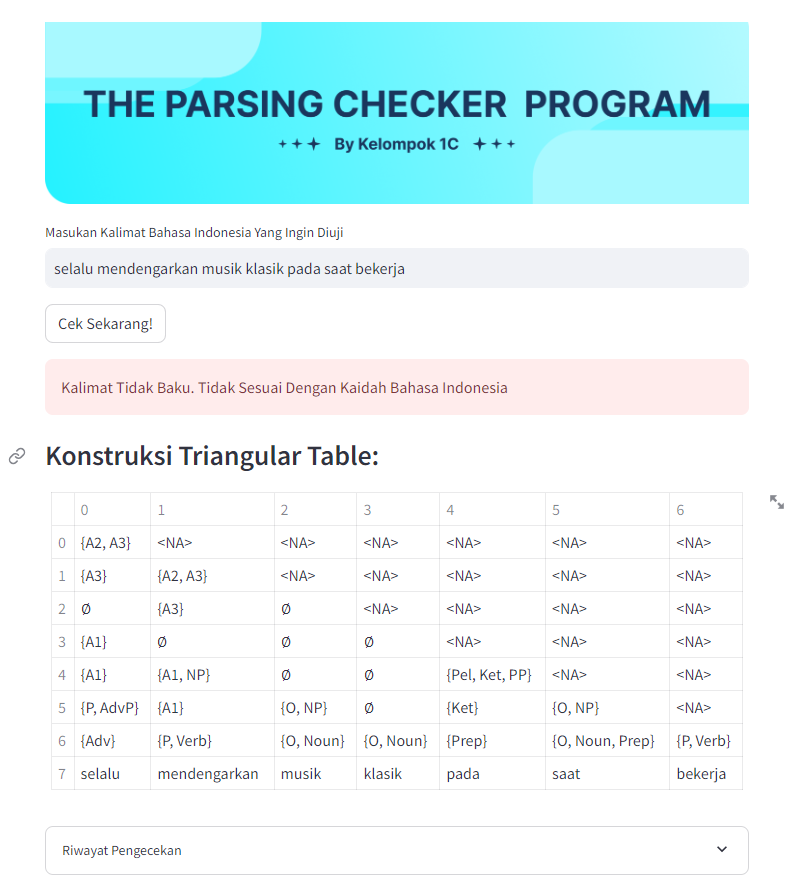 THE PARSING CHECKER PROGRAM
By Kelompok 1C
Masukan Kalimat Bahasa Indonesia Yang Ingin Diuji
selalu mendengarkan musik klasik pada saat bekerja
Cek Sekarang!
Kalimat Tidak Baku. Tidak Sesuai Dengan Kaidah Bahasa Indonesia
Konstruksi Triangular Table:
0 1 2 3 4 5 6
0 {A2, A3} <NA> <NA> <NA> <NA> <NA> <NA>
1 {A3} {A2, A3} <NA> <NA> <NA> <NA> <NA>
2 Ø {A3} Ø <NA> <NA> <NA> <NA>
3 {A1} Ø Ø Ø <NA> <NA> <NA>
4 {A1} {A1, NP} Ø Ø {Pel, Ket, PP} <NA> <NA>
5 {P, AdvP} {A1} {O, NP} Ø {Ket} {O, NP} <NA>
6 {Adv} {P, Verb} {O, Noun} {O, Noun} {Prep} {O, Noun, Prep} {P, Verb}
7 selalu mendengarkan musik klasik pada saat bekerja
Riwayat Pengecekan